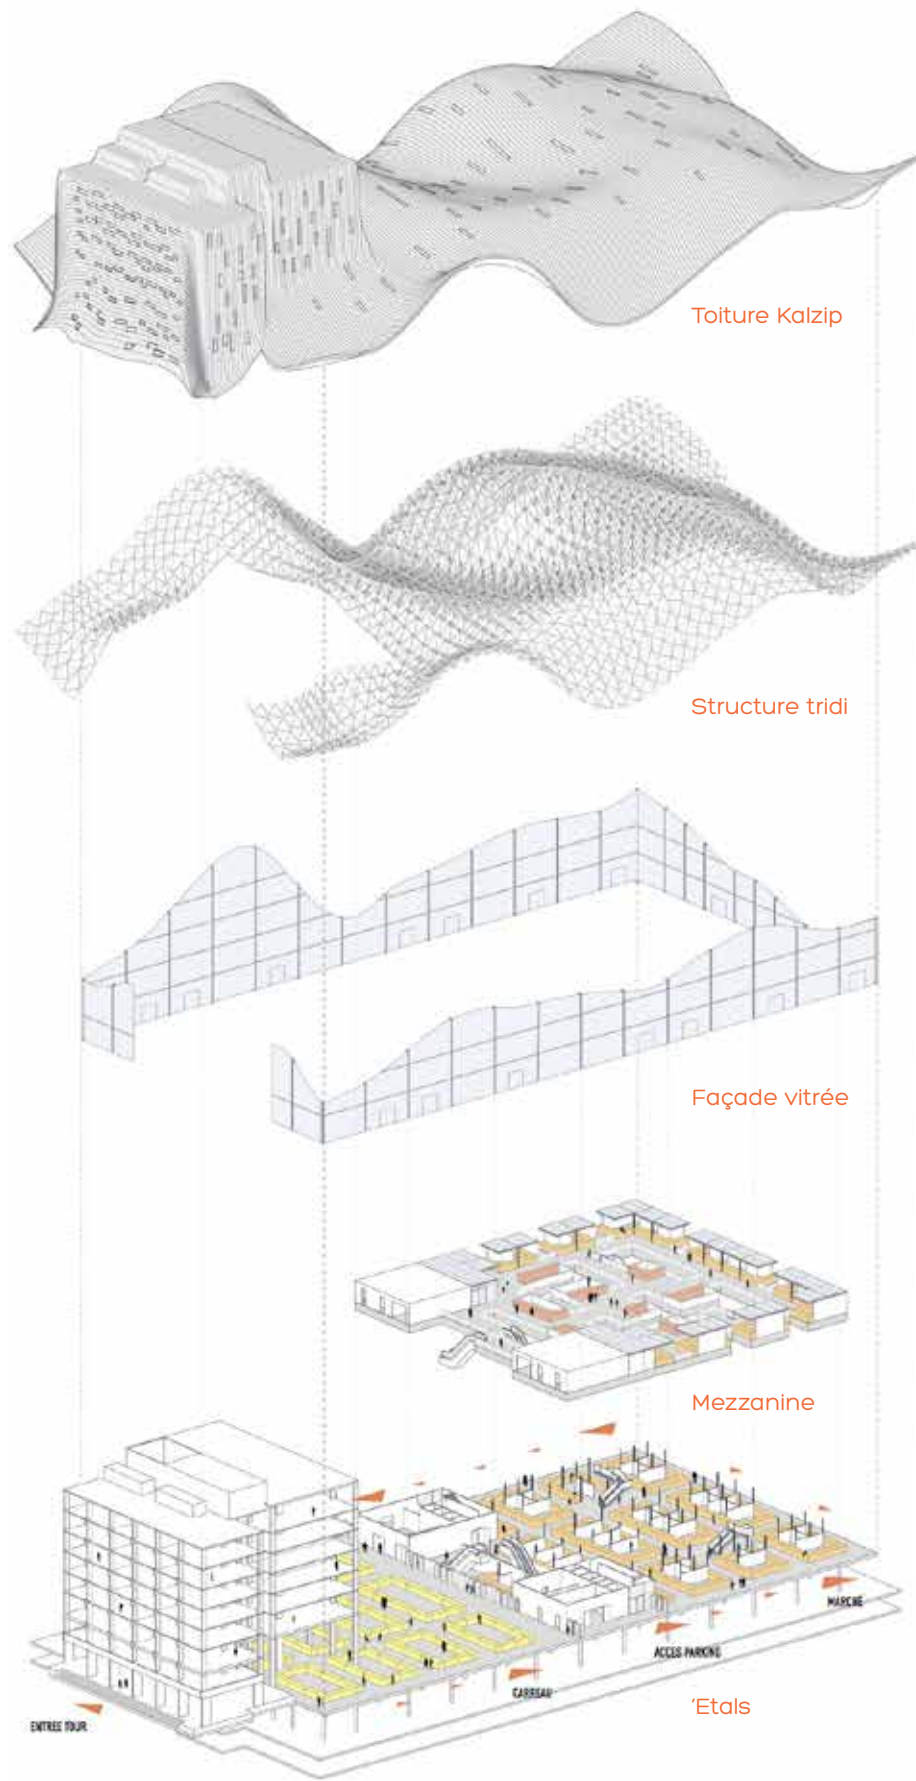 Toiture Kalzip
Structure tridi
Façade vitrée
Mezzanine
MARCHE
ACCES PARKING
CARREAU
'Etals
ENTREE TOUR